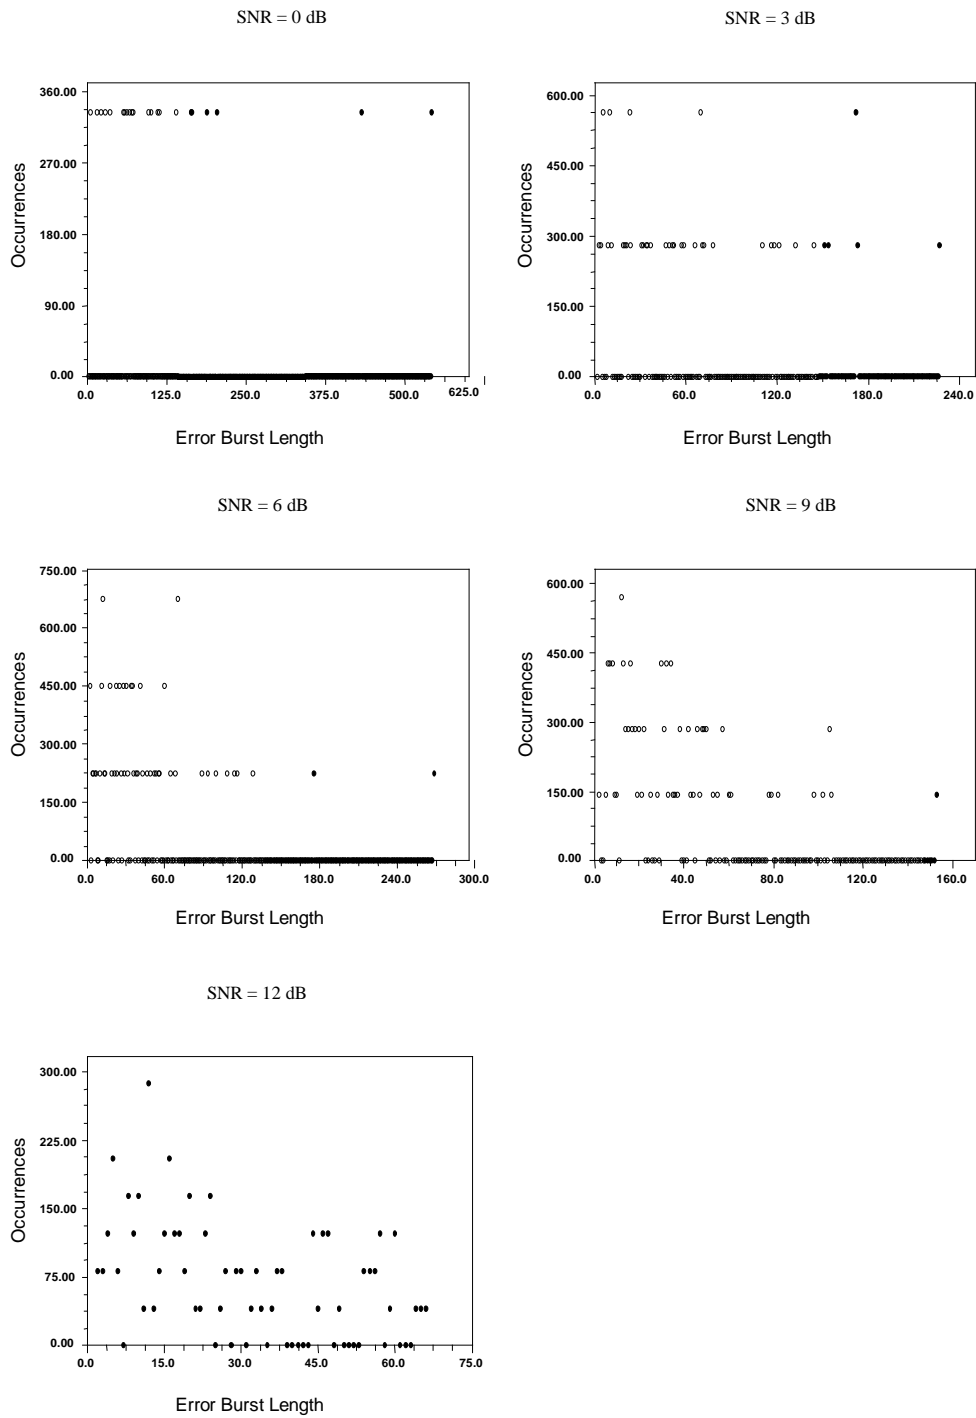 SNR = 0 dB
SNR = 3 dB
Occurrences
360.00
270.00
180.00
90.00
0.00
0.0 125.0 250.0 375.0 500.0 625.0
Error Burst Length
Occurrences
600.00
450.00
300.00
150.00
0.00
0.0 60.0 120.0 180.0 240.0
Error Burst Length
SNR = 6 dB
SNR = 9 dB
Occurrences
750.00
600.00
450.00
300.00
150.00
0.00
0.0 60.0 120.0 180.0 240.0 300.0
Error Burst Length
Occurrences
600.00
450.00
300.00
150.00
0.00
0.0 40.0 80.0 120.0 160.0
Error Burst Length
SNR = 12 dB
Occurrences
300.00
225.00
150.00
75.00
0.00
0.0 15.0 30.0 45.0 60.0 75.0
Error Burst Length